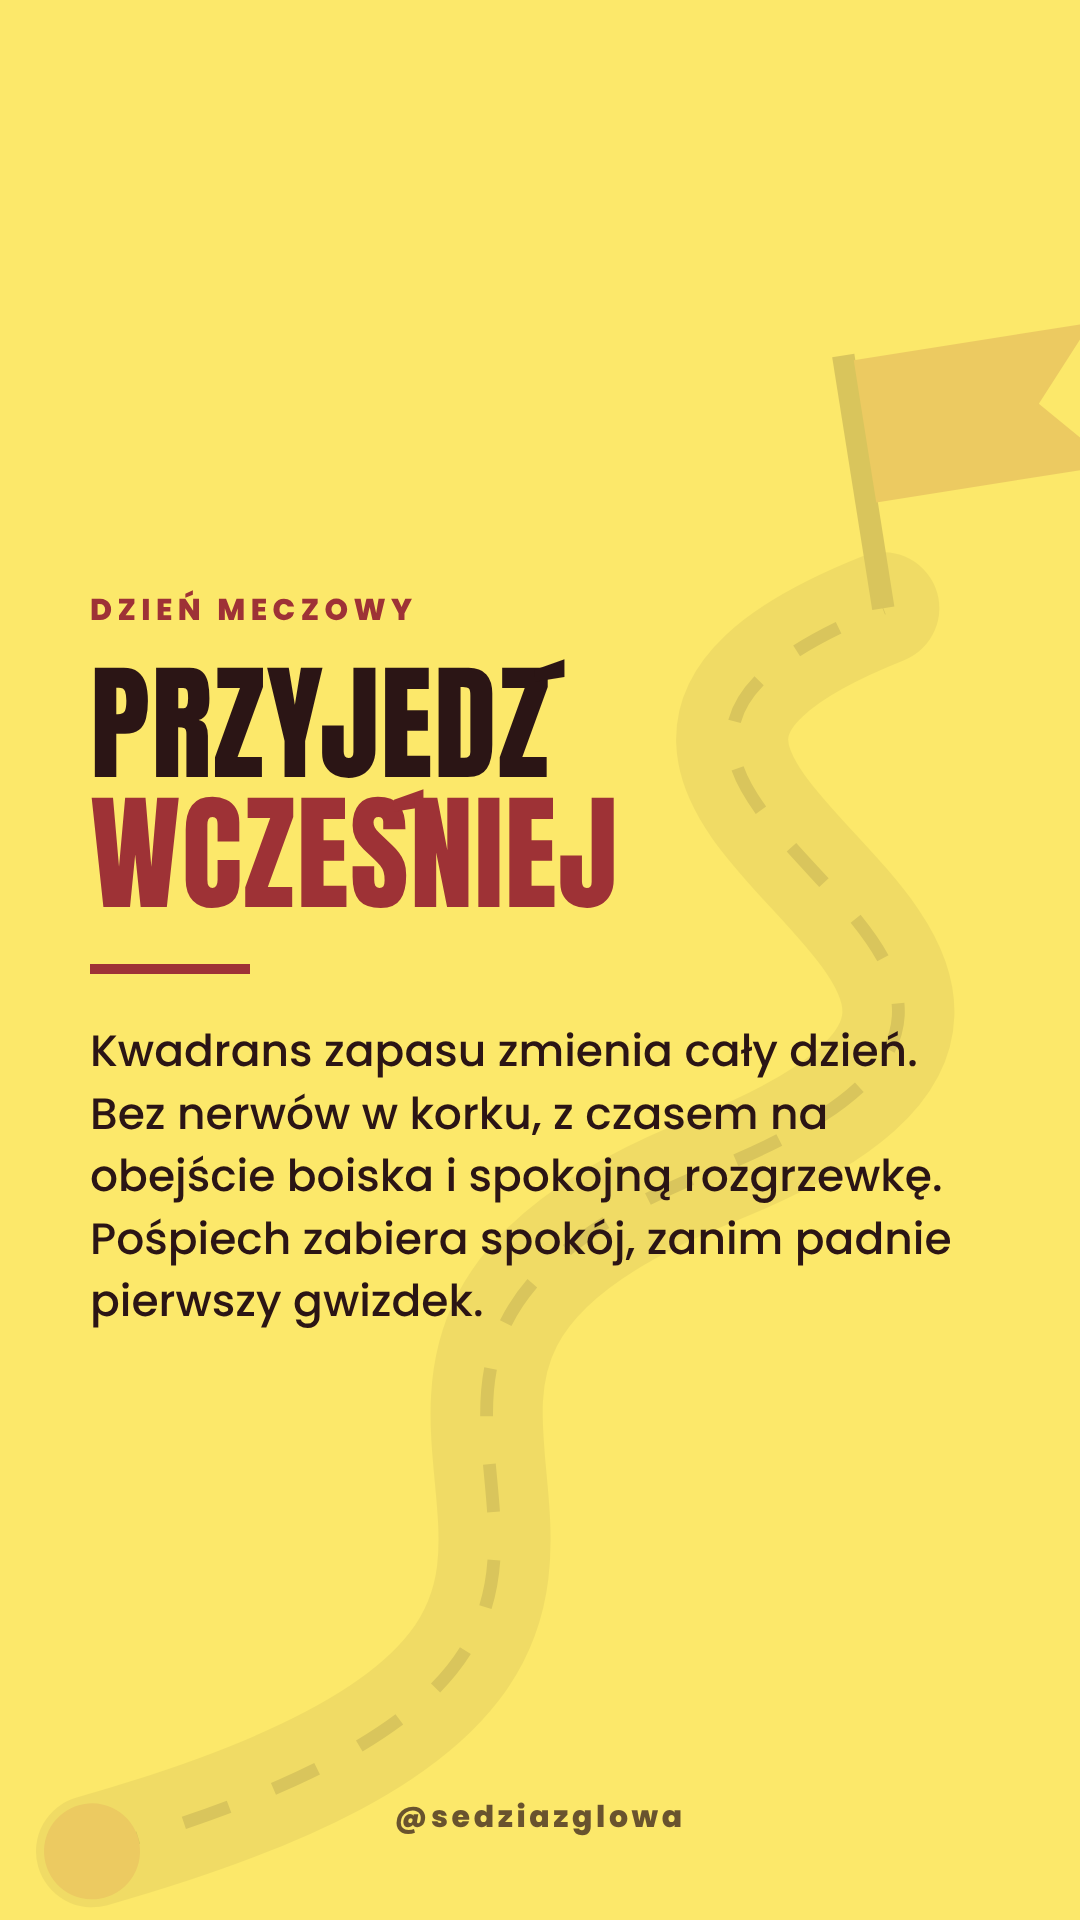 DZIEŃ MECZOWY
PRZYJEDŹ
WCZEŚNIEJ
Kwadrans zapasu zmienia cały dzień.
Bez nerwów w korku, z czasem na
obejście boiska i spokojną rozgrzewkę.
Pośpiech zabiera spokój, zanim padnie
pierwszy gwizdek.
@sedziazglowa